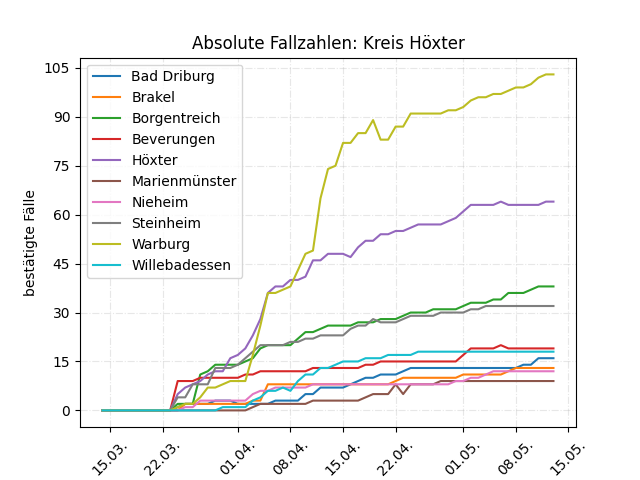 Absolute Fallzahlen: Kreis Höxter
bestätigte Fälle
105
90
75
60
45
30
15
0
Bad Driburg
Brakel
Borgentreich
Beverungen
Höxter
Marienmünster
Nieheim
Steinheim
Warburg
Willebadessen
15.03.
22.03.
01.04.
08.04.
15.04.
22.04.
01.05.
08.05.
15.05.